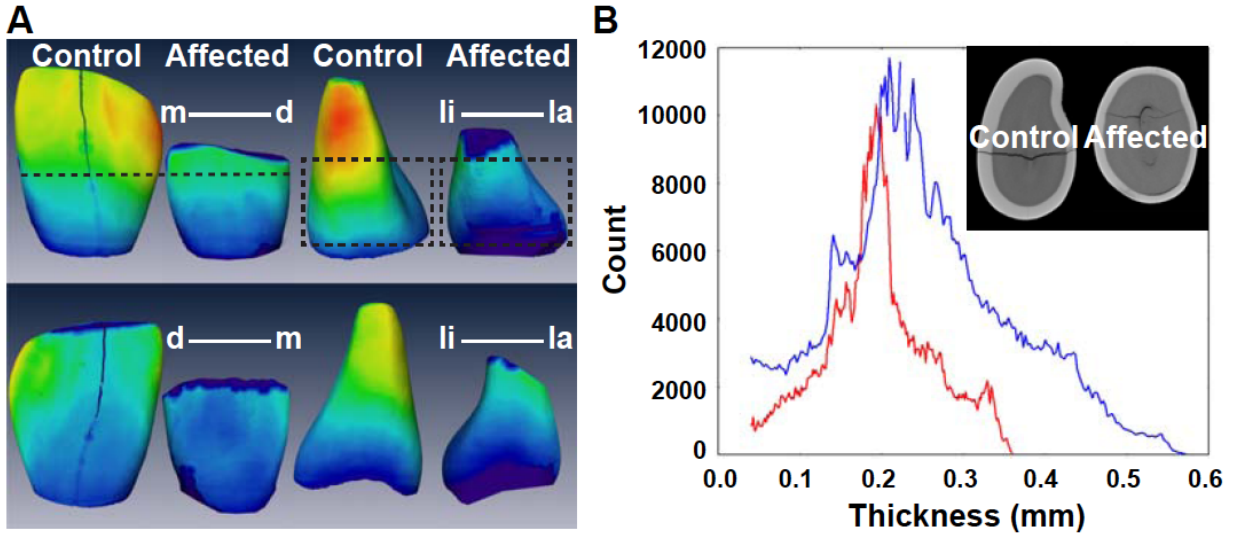 A
Control Affected Control Affected
m d li la
d m li la
B
12000
10000
8000
6000
4000
2000
0
Count
Control Affected
0.0 0.1 0.2 0.3 0.4 0.5 0.6
Thickness (mm)